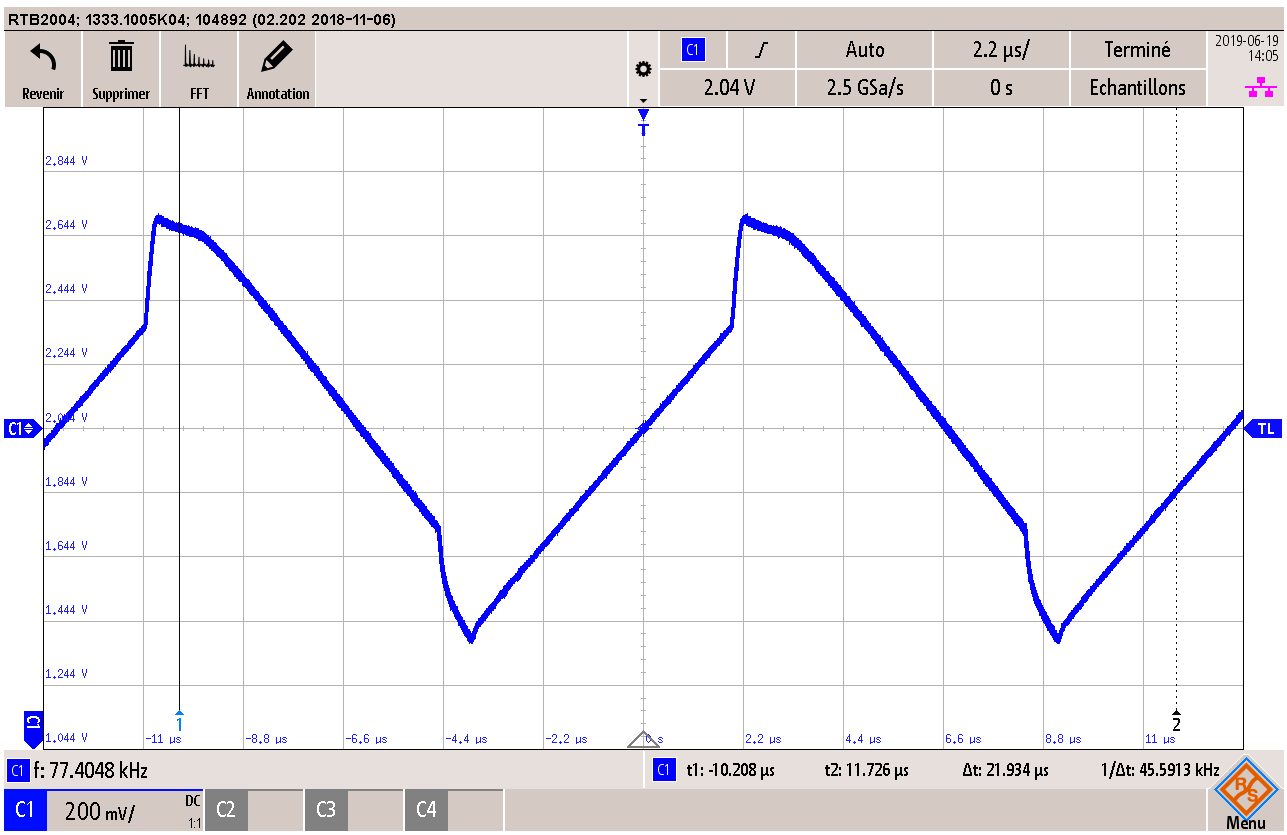 RTB2004; 1333.1005K04; 104892 (02.202 2018-11-06)
Revenir
Supprimer
FFT
Annotation
C1
Auto
2.2 µs/
Terminé
2019-06-19
14:05
2.04 V
2.5 GSa/s
0 s
Echantillons
T
2.844 V
2.644 V
2.444 V
2.244 V
2.044 V
C1
TL
1.844 V
1.644 V
1.444 V
1.244 V
C1
1
2
1.044 V
-11 µs
-8.8 µs
-6.6 µs
-4.4 µs
-2.2 µs
0 s
2.2 µs
4.4 µs
6.6 µs
8.8 µs
11 µs
C1 f: 77.4048 kHz
C1 t1: -10.208 µs t2: 11.726 µs Δt: 21.934 µs 1/Δt: 45.5913 kHz
C1
200 mV/
DC
1:1
C2
C3
C4
R S
Menu